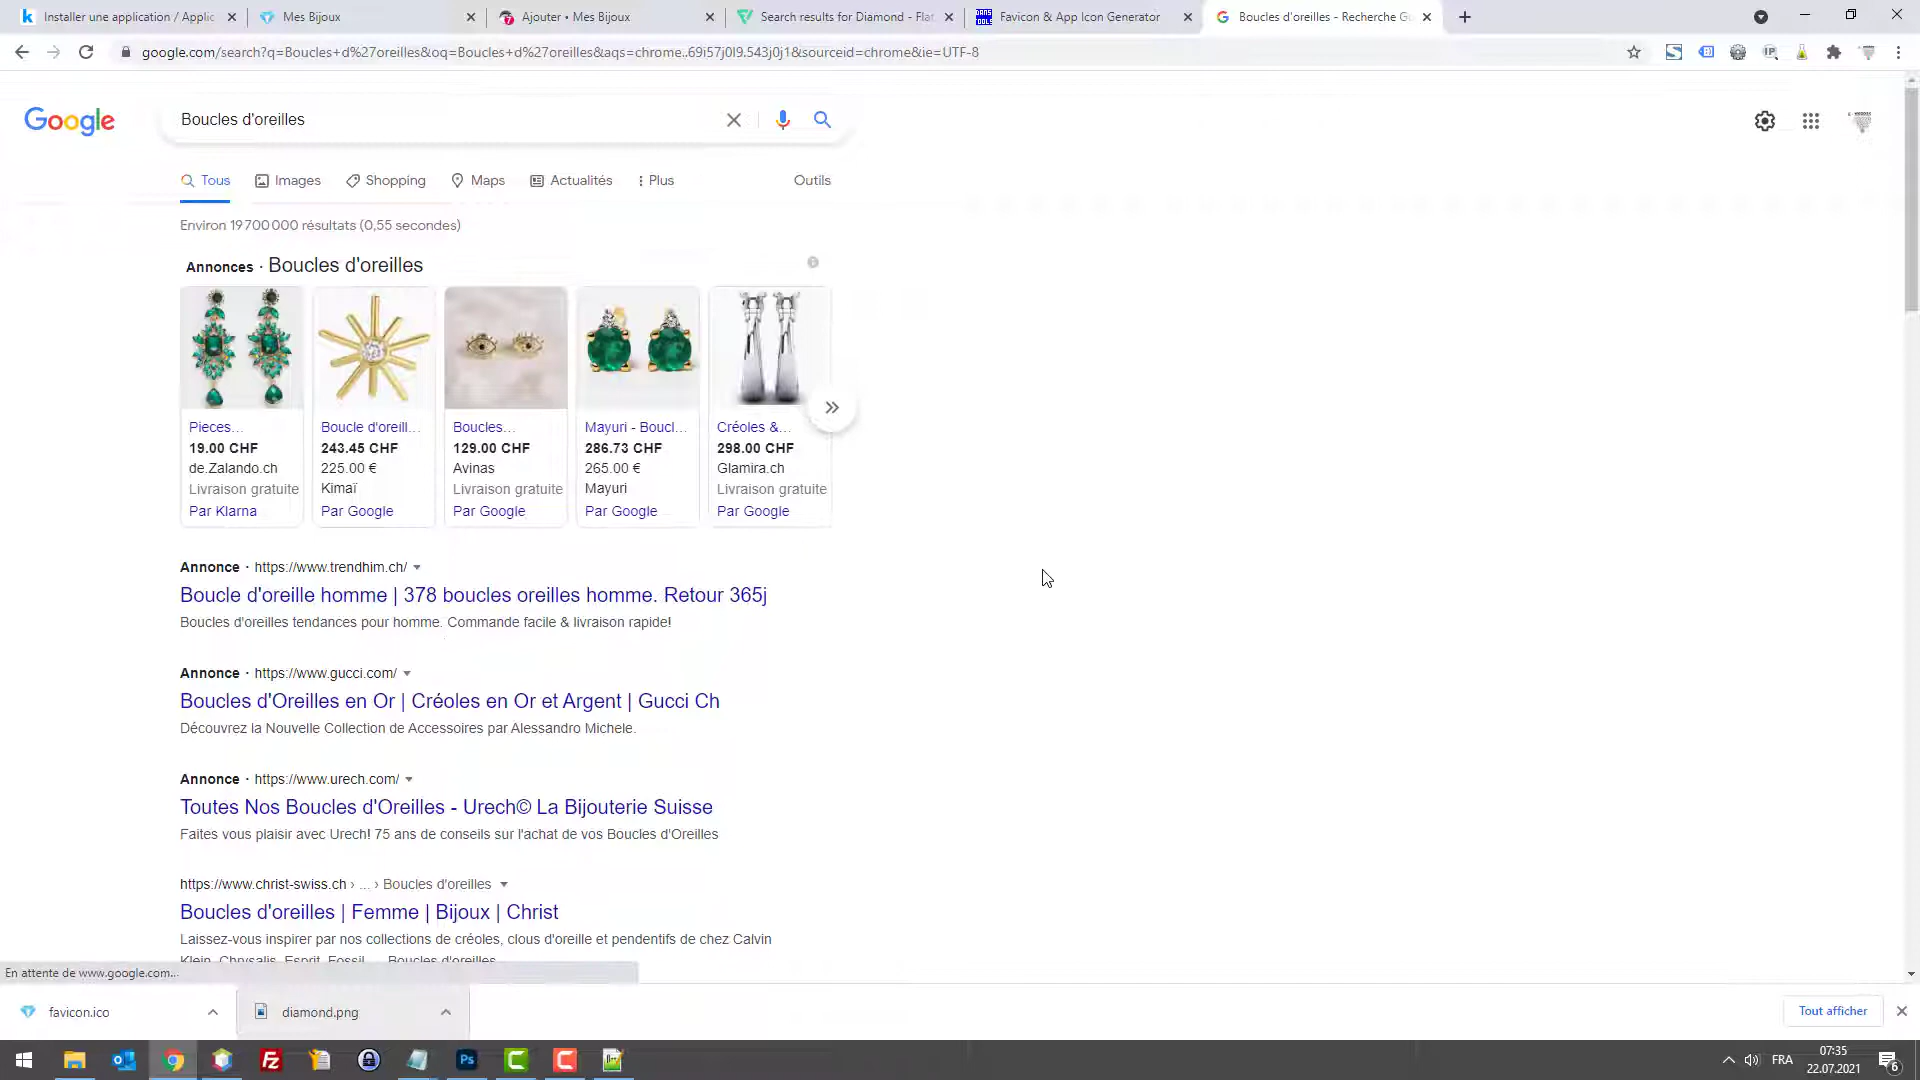 Installer une application / Applic
Mes Bijoux
Ajouter • Mes Bijoux
Search results for Diamond - Flat
Favicon & App Icon Generator
Boucles d'oreilles - Recherche G
google.com/search?q=Boucles+d%27oreilles&oq=Boucles+d%27oreilles&aqs=chrome..69i57j0l9.543j0j1&sourceid=chrome&ie=UTF-8
Google
Boucles d'oreilles
Tous
Images
Shopping
Maps
Actualités
Plus
Outils
Environ 19 700 000 résultats (0,55 secondes)
Annonces · Boucles d'oreilles
Pieces...
19.00 CHF
de.Zalando.ch
Livraison gratuite
Par Klarna
Boucle d'oreill...
243.45 CHF
225.00 €
Kimaï
Par Google
Boucles...
129.00 CHF
Avinas
Livraison gratuite
Par Google
Mayuri - Boucl...
286.73 CHF
265.00 €
Mayuri
Par Google
Créoles &...
298.00 CHF
Glamira.ch
Livraison gratuite
Par Google
Annonce · https://www.trendhim.ch/
Boucle d'oreille homme | 378 boucles oreilles homme. Retour 365j
Boucles d'oreilles tendances pour homme. Commande facile & livraison rapide!
Annonce · https://www.gucci.com/
Boucles d'Oreilles en Or | Créoles en Or et Argent | Gucci Ch
Découvrez la Nouvelle Collection de Accessoires par Alessandro Michele.
Annonce · https://www.urech.com/
Toutes Nos Boucles d'Oreilles - Urech© La Bijouterie Suisse
Faites vous plaisir avec Urech! 75 ans de conseils sur l'achat de vos Boucles d'Oreilles
https://www.christ-swiss.ch › ... › Boucles d'oreilles
Boucles d'oreilles | Femme | Bijoux | Christ
Laissez-vous inspirer par nos collections de créoles, clous d'oreille et pendentifs de chez Calvin
Klein, Chrysalis, Esprit, Fossil, ... Boucles d'oreilles.
En attente de www.google.com...
favicon.ico
diamond.png
Tout afficher
FRA
07:35
22.07.2021
6